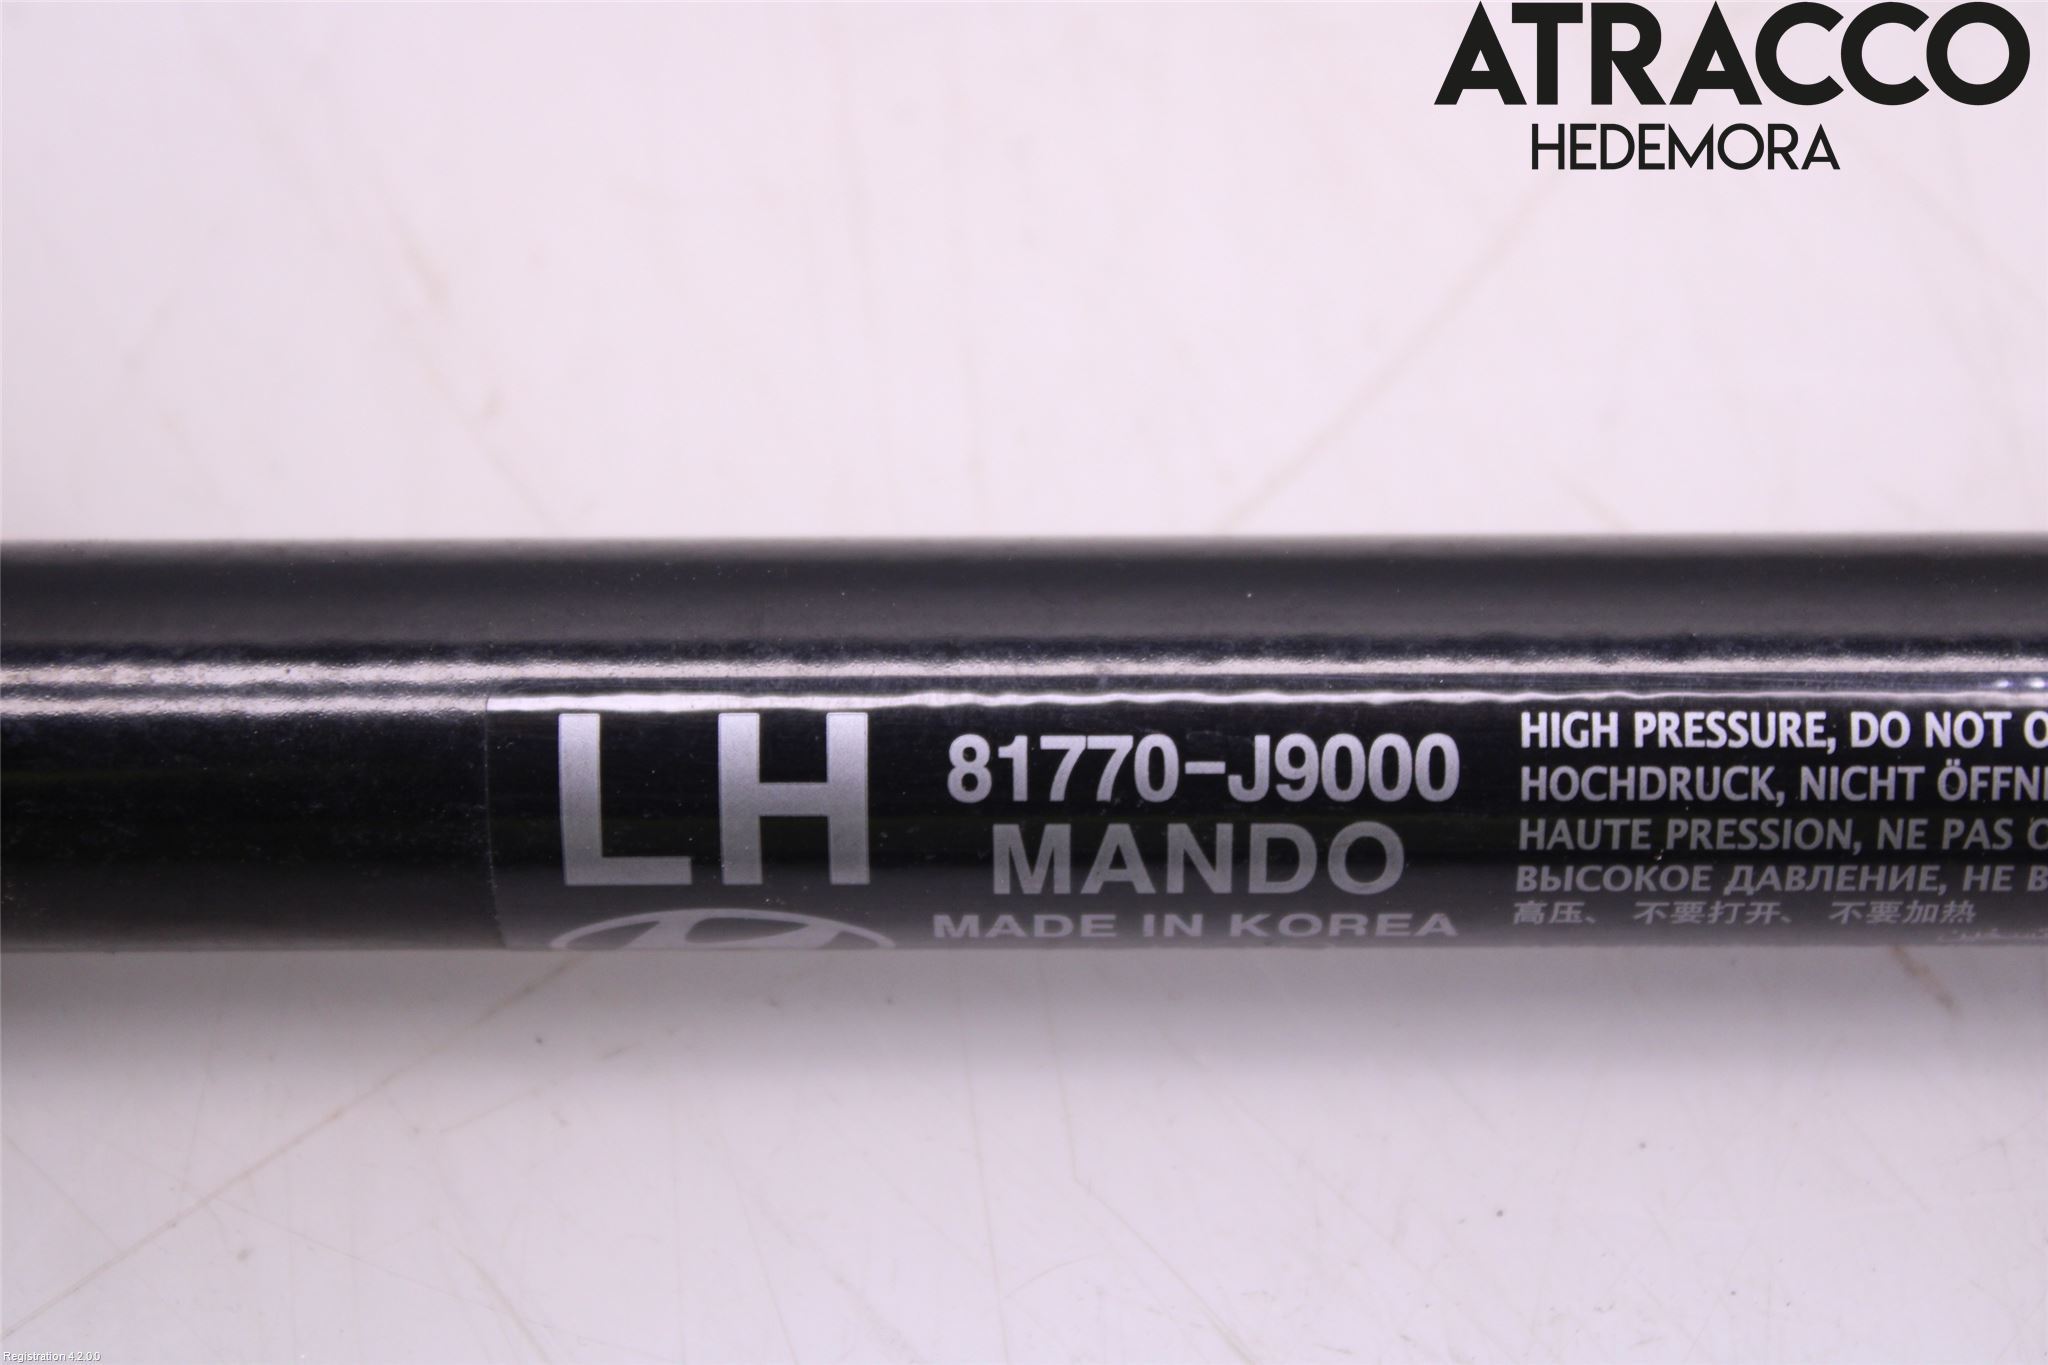 ATRACCO
HEDEMORA
LH
81770-J9000
MANDO
MADE IN KOREA
HIGH PRESSURE, DO NOT O
HOCHDRUCK, NICHT ÖFFN
HAUTE PRESSION, NE PAS
ВЫСОКОЕ ДАВЛЕНИЕ, НЕ В
高压、 不要打开、 不要加热
Registration 4.2.0.0